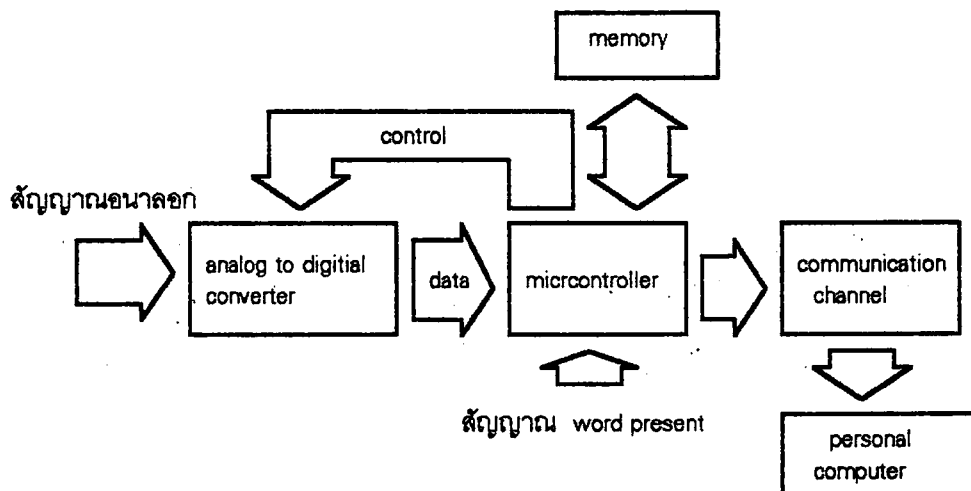 memory
control
สัญญาณอนาลอก
analog to digitial
converter
data
micrcontroller
communication
channel
สัญญาณ word present
personal
computer